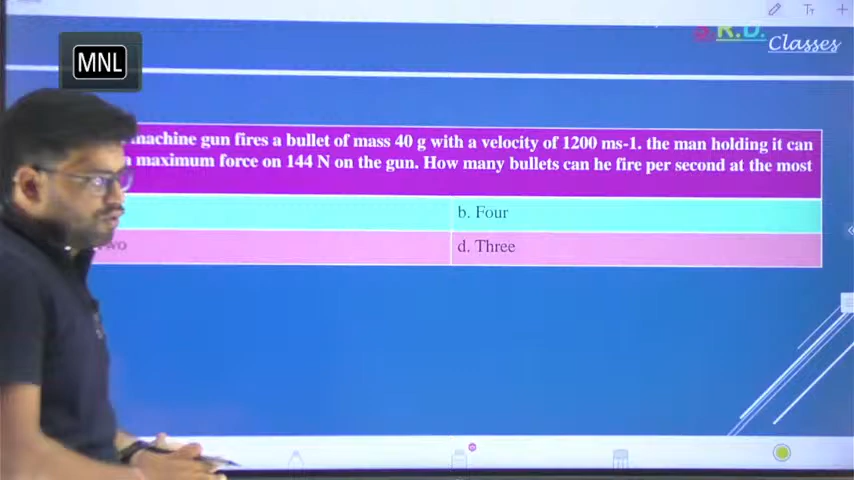 R.D.
Classes
MNL
machine gun fires a bullet of mass 40 g with a velocity of 1200 ms-1. the man holding it can
maximum force on 144 N on the gun. How many bullets can he fire per second at the most
b. Four
d. Three